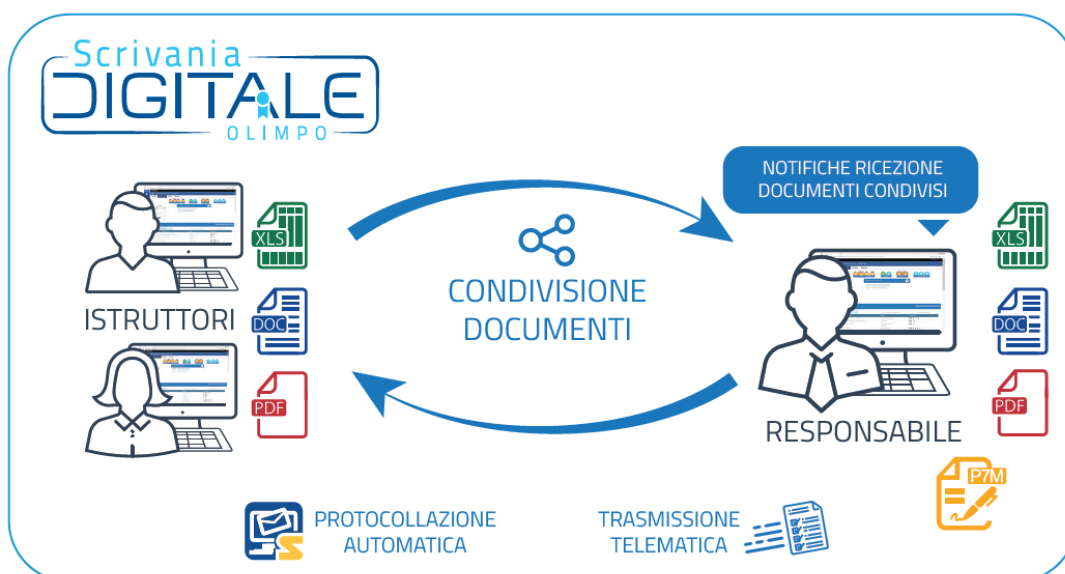 Scrivania
DIGITALE
OLIMPO
NOTIFICHE RICEZIONE
DOCUMENTI CONDIVISI
XLS
XLS
CONDIVISIONE
DOCUMENTI
ISTRUTTORI
DOC
DOC
PDF
PDF
RESPONSABILE
P7M
PROTOCOLLAZIONE
AUTOMATICA
TRASMISSIONE
TELEMATICA